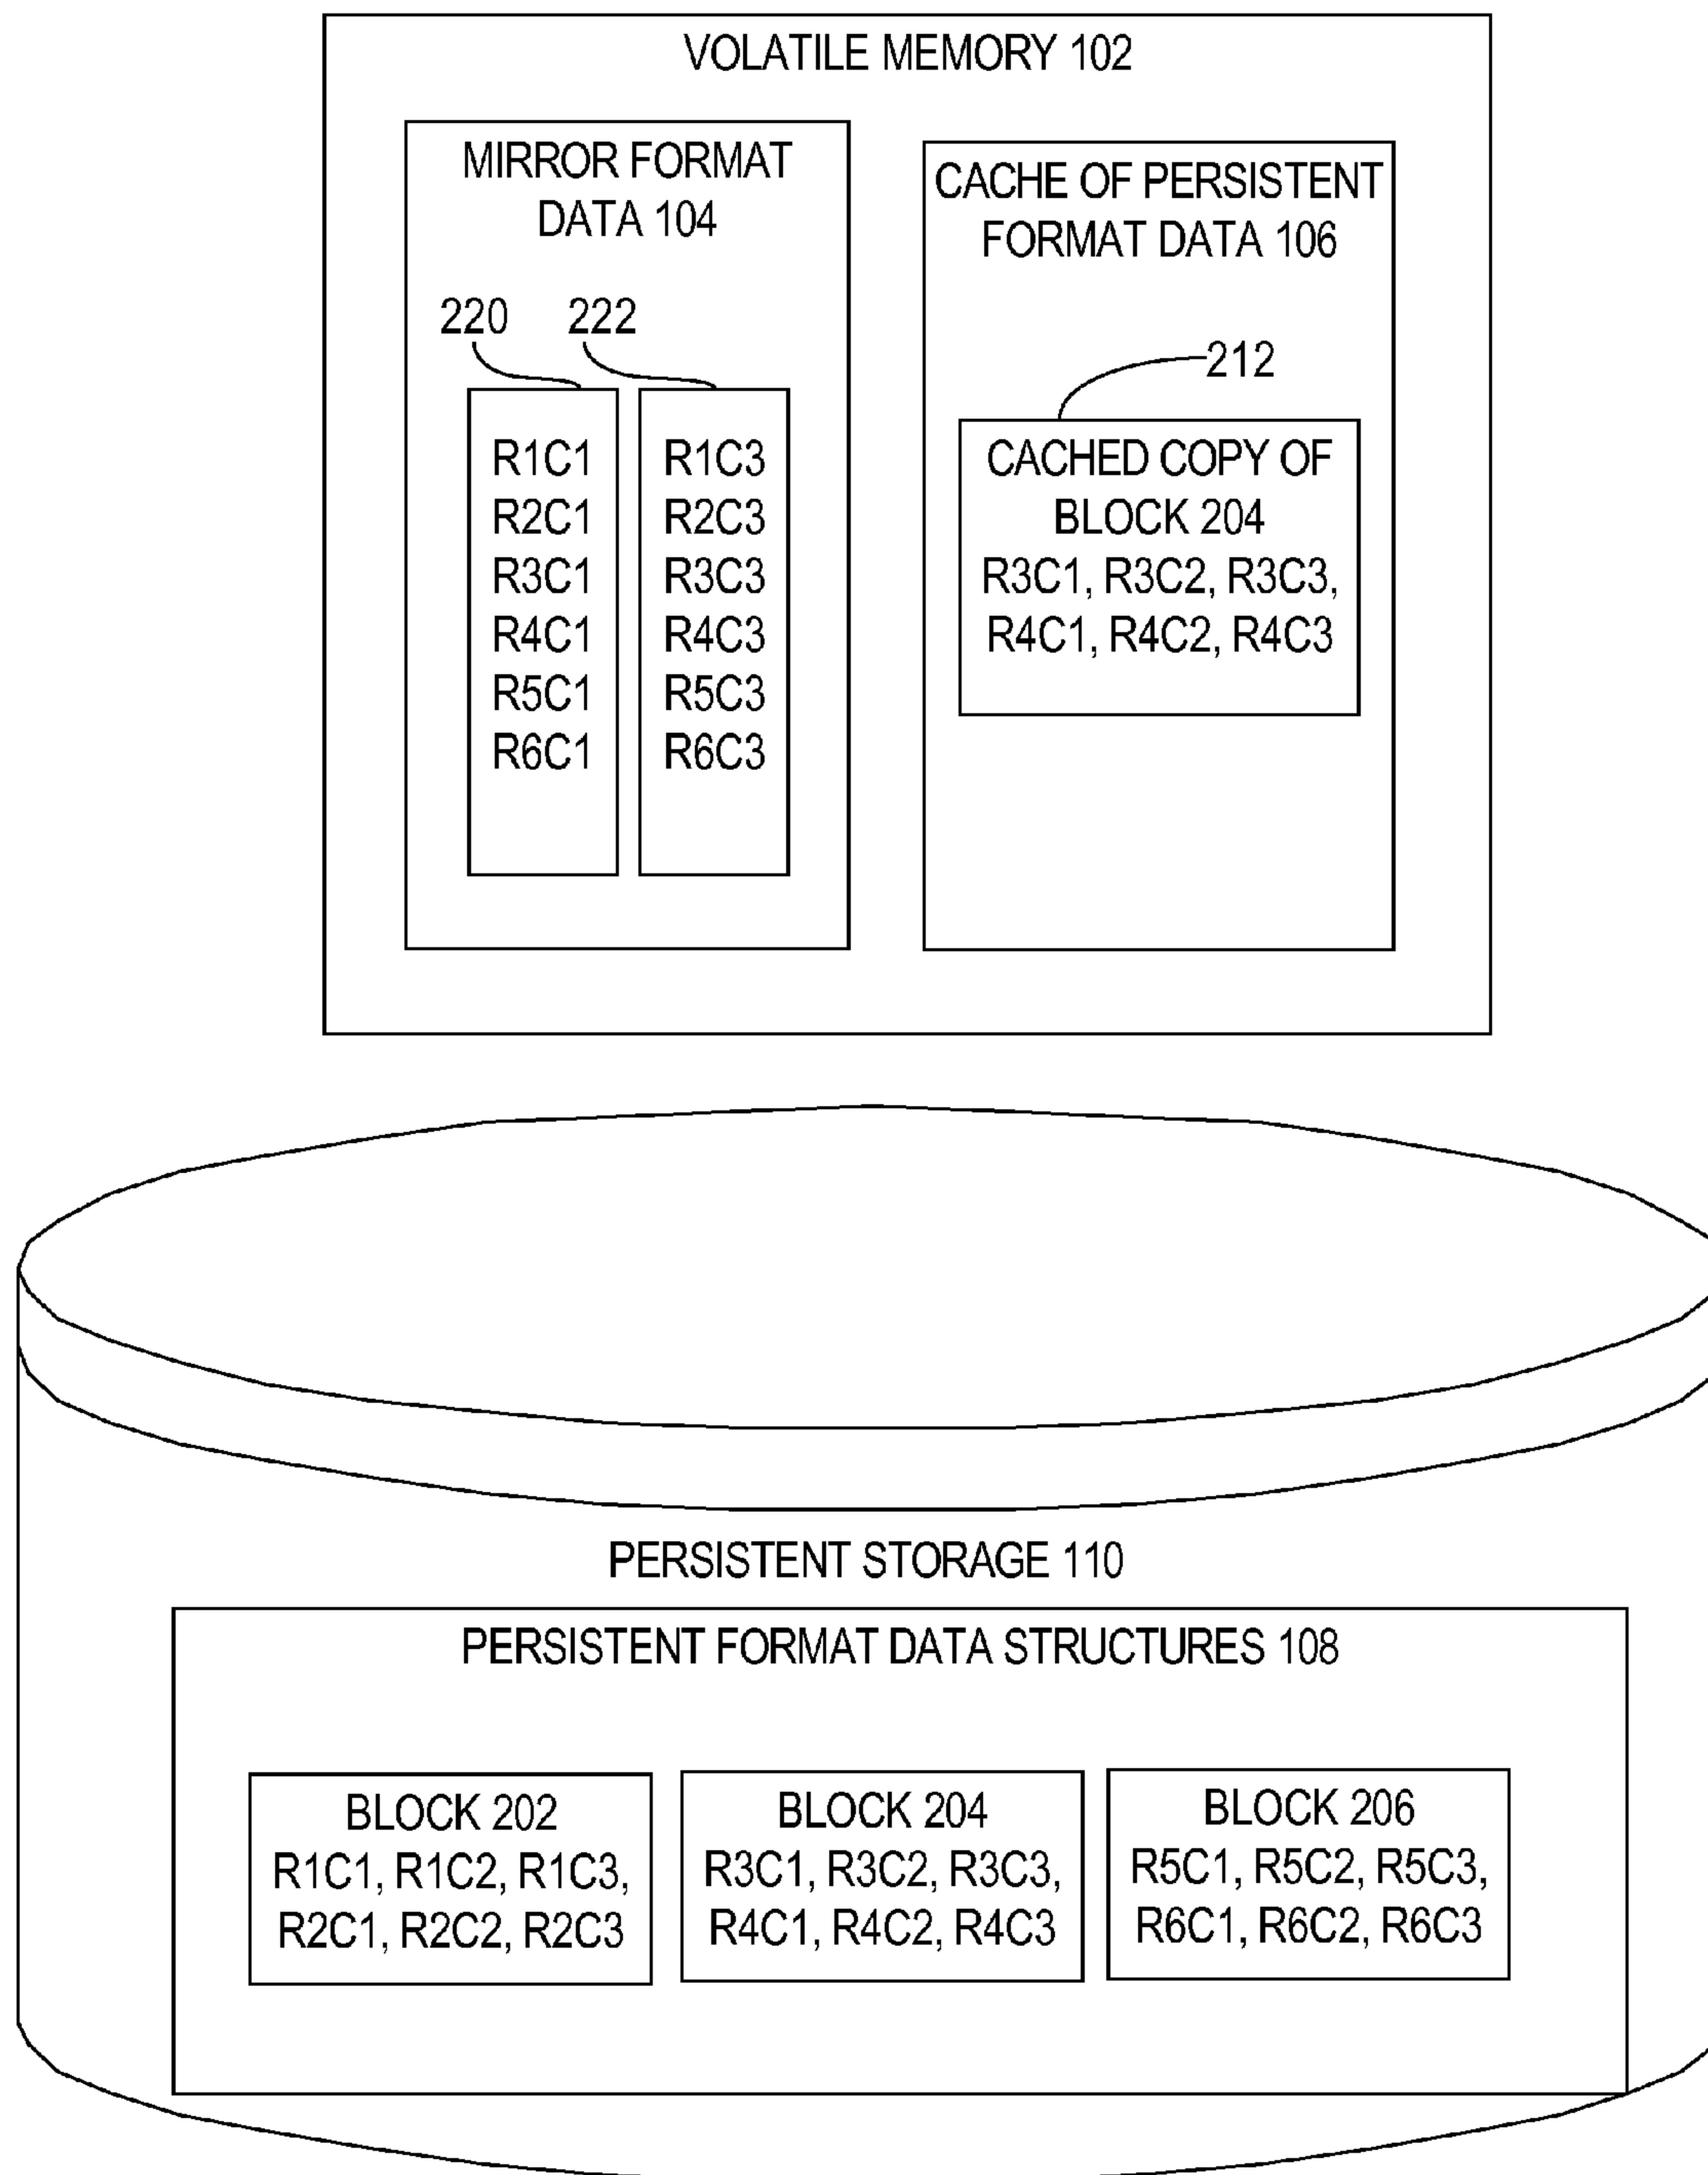 VOLATILE MEMORY 102
MIRROR FORMAT
DATA 104
220
222
R1C1
R2C1
R3C1
R4C1
R5C1
R6C1
R1C3
R2C3
R3C3
R4C3
R5C3
R6C3
CACHE OF PERSISTENT
FORMAT DATA 106
212
CACHED COPY OF
BLOCK 204
R3C1, R3C2, R3C3,
R4C1, R4C2, R4C3
PERSISTENT STORAGE 110
PERSISTENT FORMAT DATA STRUCTURES 108
BLOCK 202
R1C1, R1C2, R1C3,
R2C1, R2C2, R2C3
BLOCK 204
R3C1, R3C2, R3C3,
R4C1, R4C2, R4C3
BLOCK 206
R5C1, R5C2, R5C3,
R6C1, R6C2, R6C3